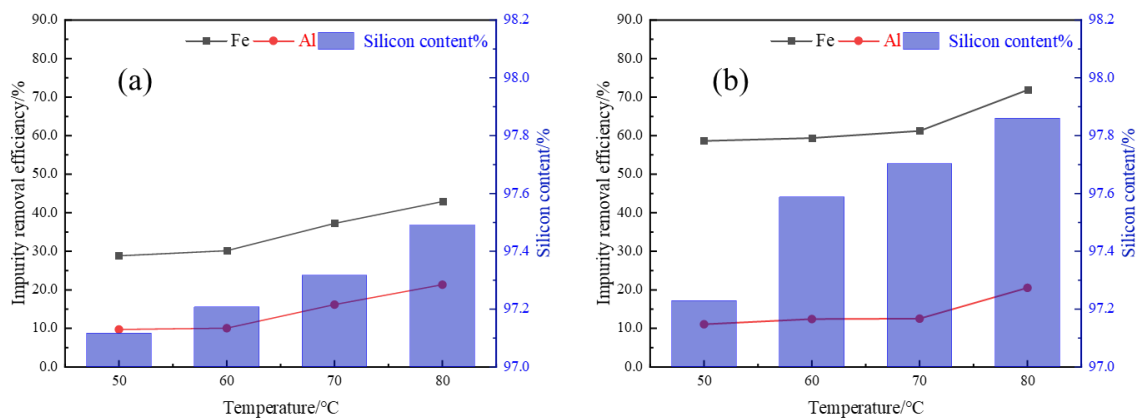 Fe Al Silicon content%
(a)
Impurity removal efficiency/%
90.0
80.0
70.0
60.0
50.0
40.0
30.0
20.0
10.0
0.0
50 60 70 80
Temperature/°C
98.2
98.0
97.8
97.6
97.4
97.2
97.0
Silicon content/%
Fe Al Silicon content%
(b)
Impurity removal efficiency/%
90.0
80.0
70.0
60.0
50.0
40.0
30.0
20.0
10.0
0.0
50 60 70 80
Temperature/°C
98.2
98.0
97.8
97.6
97.4
97.2
97.0
Silicon content/%